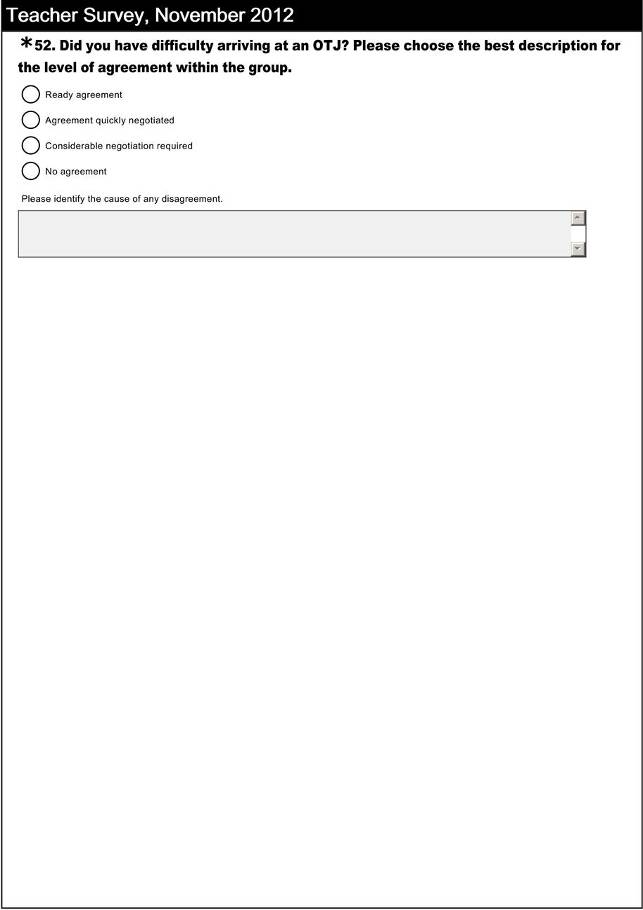 Teacher Survey, November 2012
*52. Did you have difficulty arriving at an OTJ? Please choose the best description for
the level of agreement within the group.
Ready agreement
Agreement quickly negotiated
Considerable negotiation required
No agreement
Please identify the cause of any disagreement.